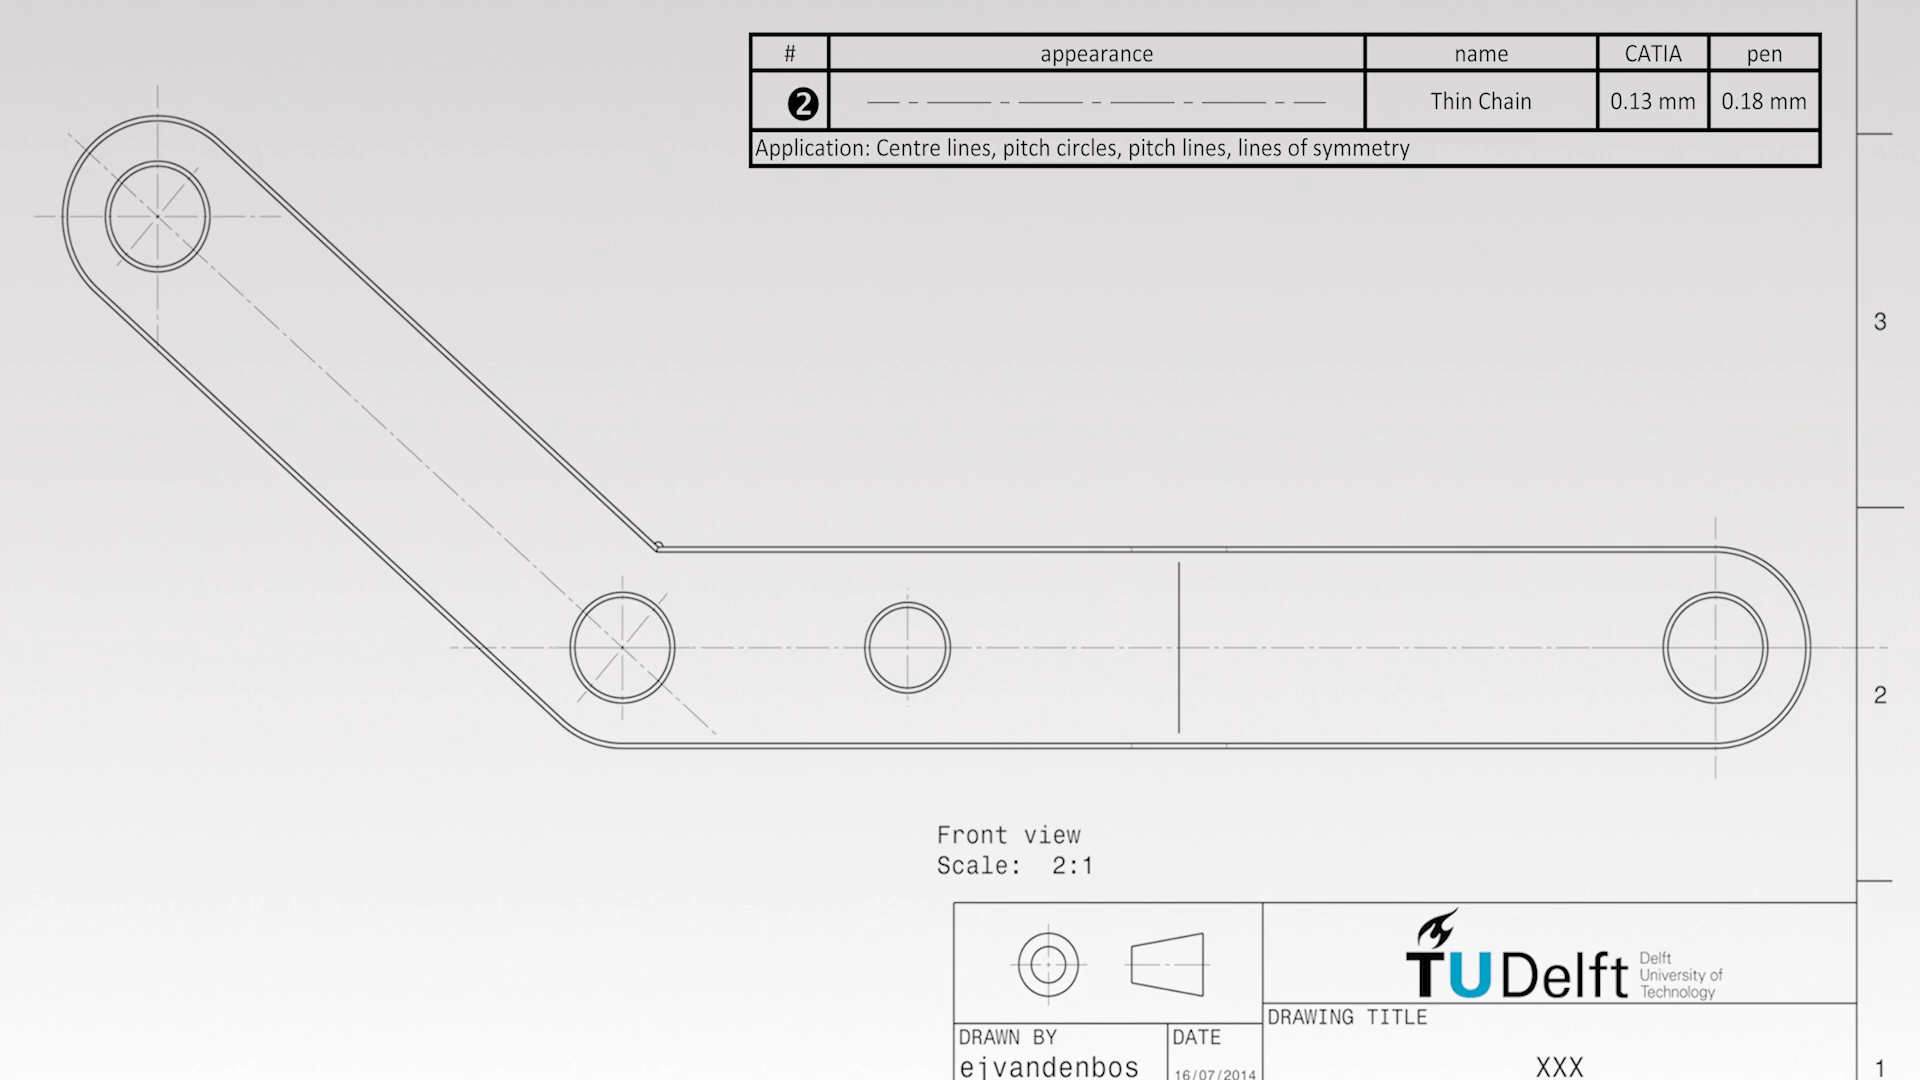 # appearance name CATIA pen
2 Thin Chain 0.13 mm 0.18 mm
Application: Centre lines, pitch circles, pitch lines, lines of symmetry
3
2
Front view
Scale: 2:1
TUDelft
Delft
University of
Technology
DRAWING TITLE
XXX
DRAWN BY
ejvandenbos
DATE
16/07/2014
1